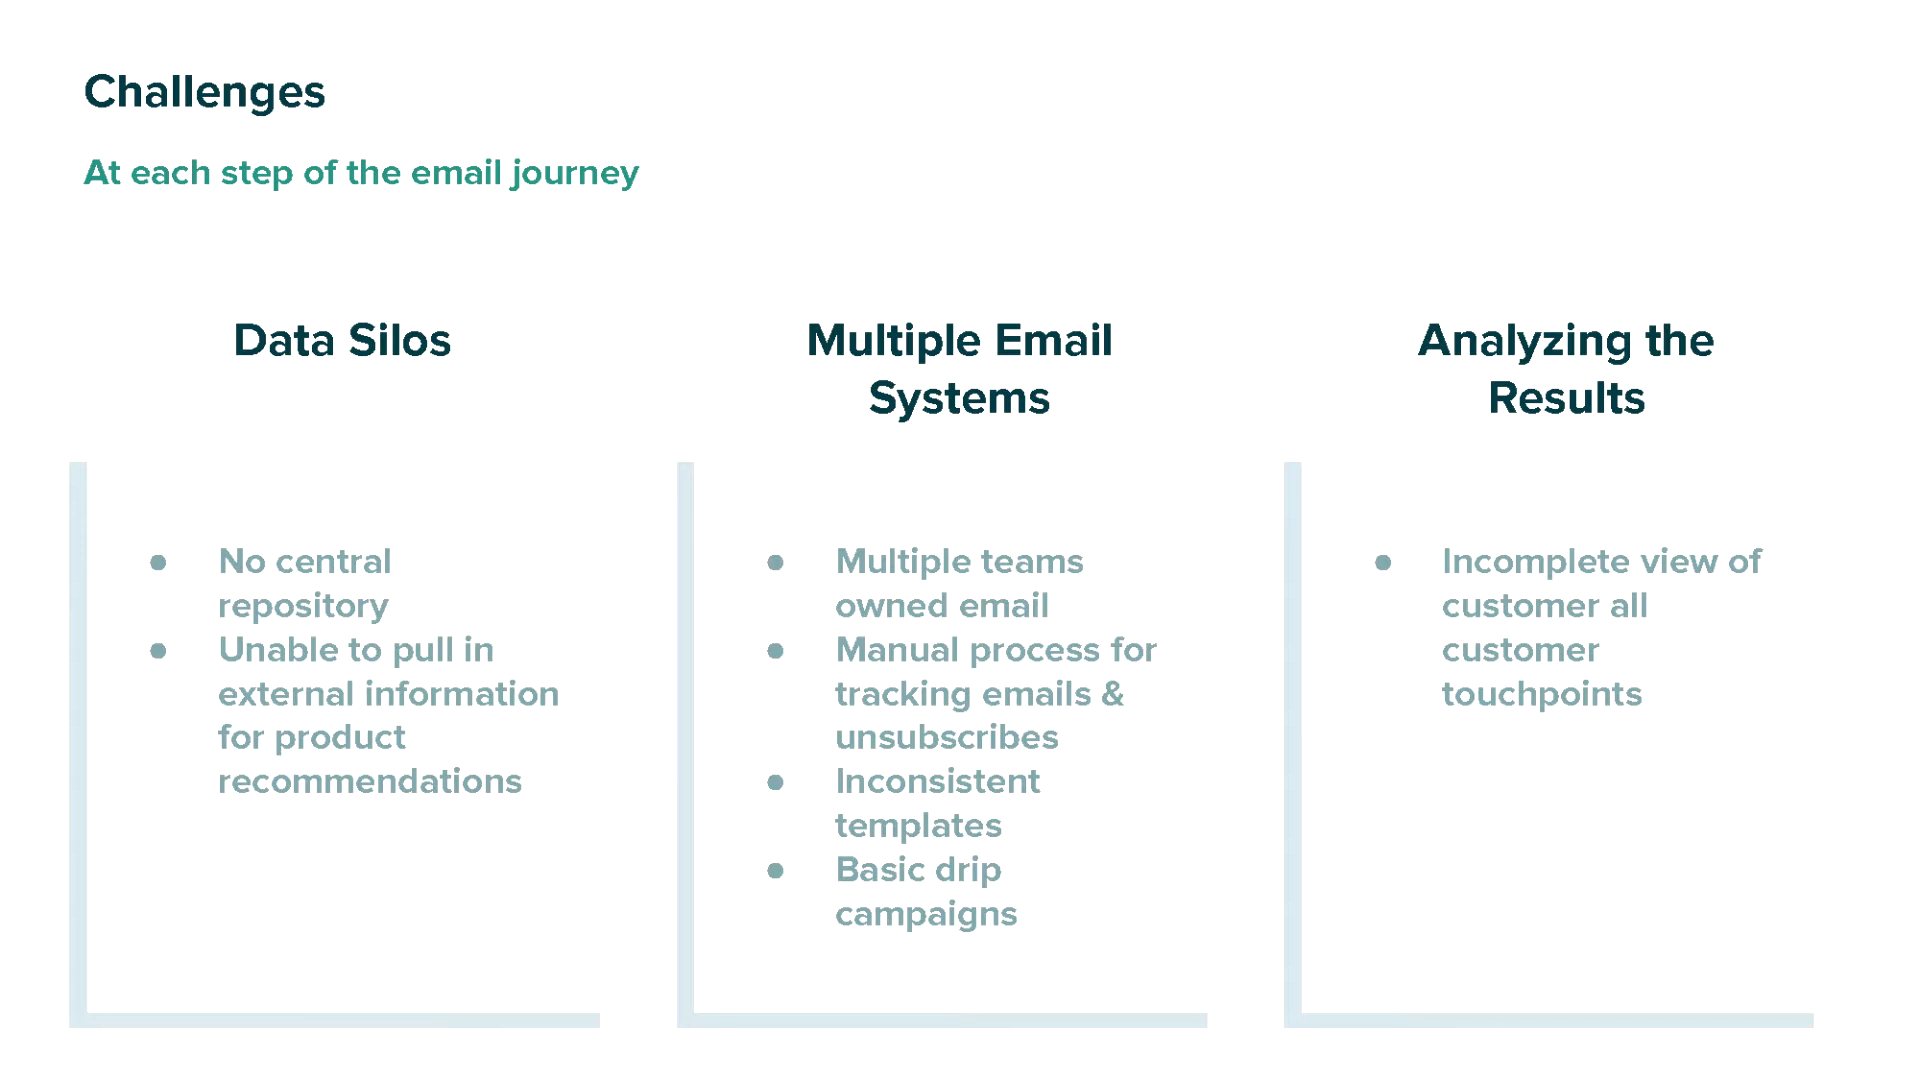 Challenges
At each step of the email journey
Data Silos
● No central
repository
● Unable to pull in
external information
for product
recommendations
Multiple Email
Systems
● Multiple teams
owned email
● Manual process for
tracking emails &
unsubscribes
● Inconsistent
templates
● Basic drip
campaigns
Analyzing the
Results
● Incomplete view of
customer all
customer
touchpoints